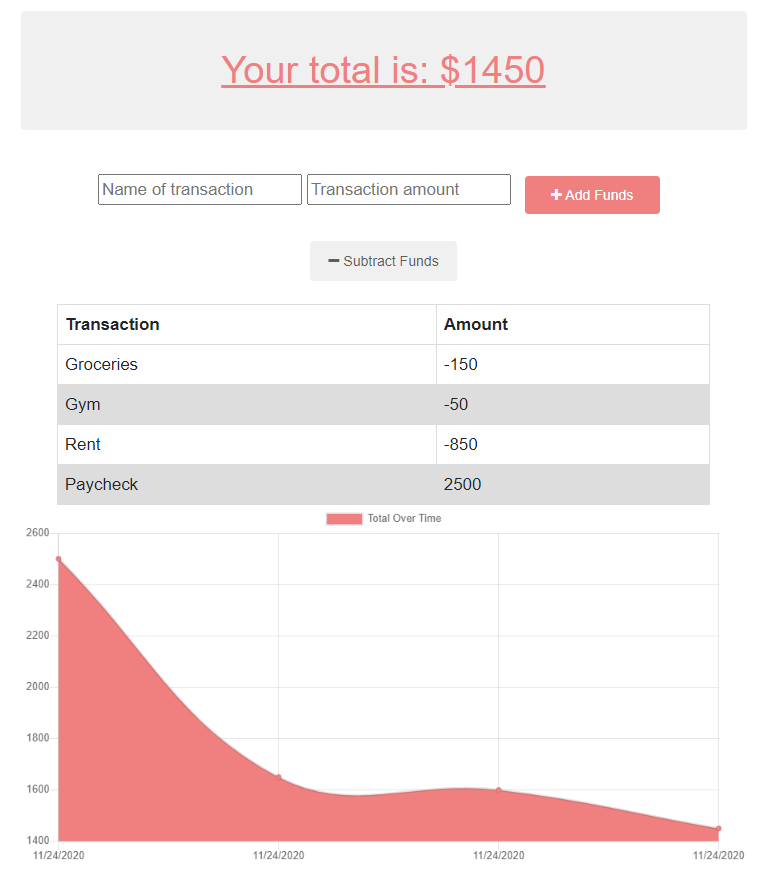 Your total is: $1450
Name of transaction Transaction amount + Add Funds
− Subtract Funds
Transaction Amount
Groceries -150
Gym -50
Rent -850
Paycheck 2500
Total Over Time
2600
2400
2200
2000
1800
1600
1400
11/24/2020 11/24/2020 11/24/2020 11/24/2020